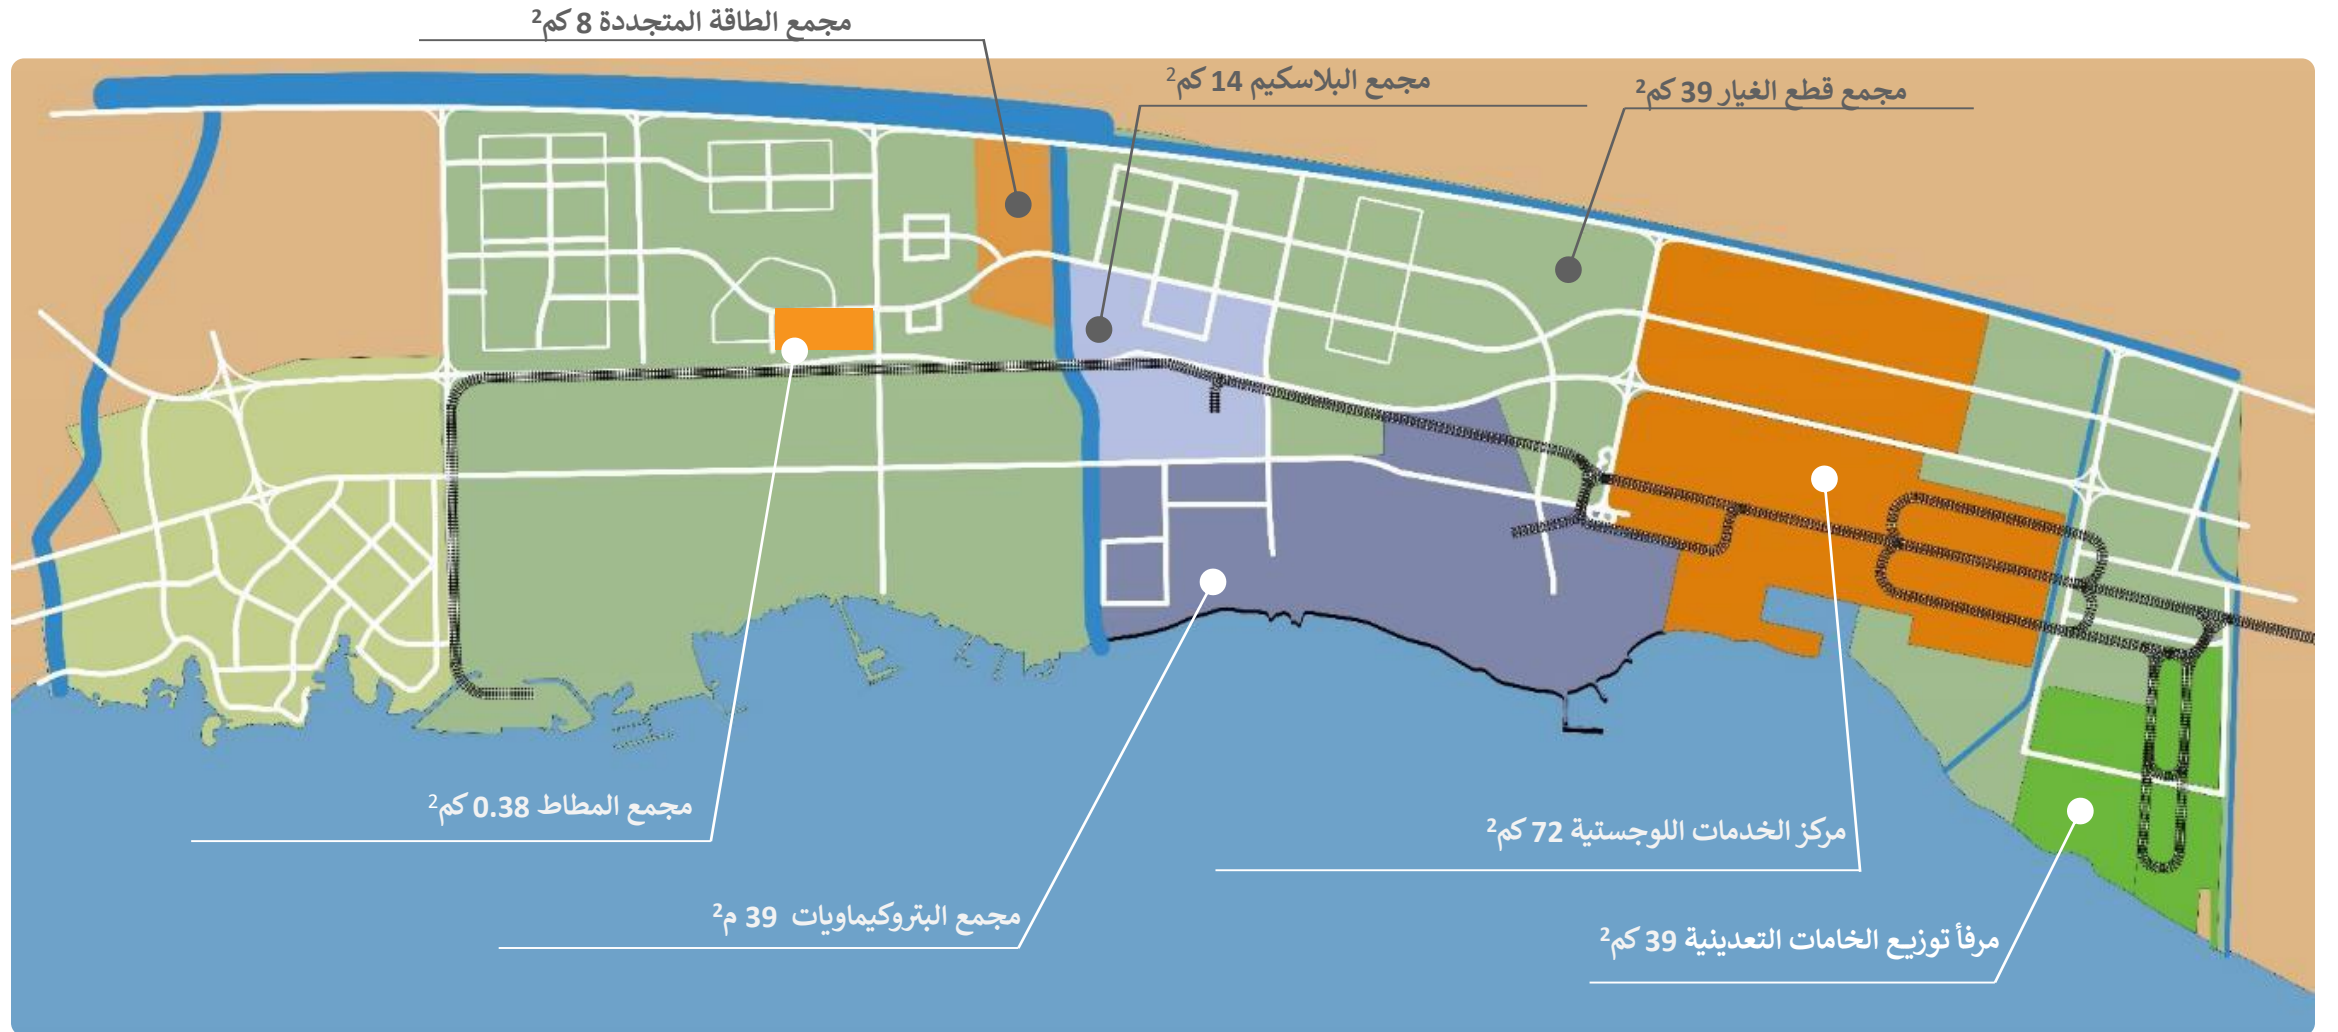 مجمع الطاقة المتجددة 8 كم²
مجمع البلاسكيم 14 كم²
مجمع قطع الغيار 39 كم²
مجمع المطاط 0.38 كم²
مركز الخدمات اللوجستية 72 كم²
مجمع البتروكيماويات 39 م²
مرفأ توزيع الخامات التعدينية 39 كم²